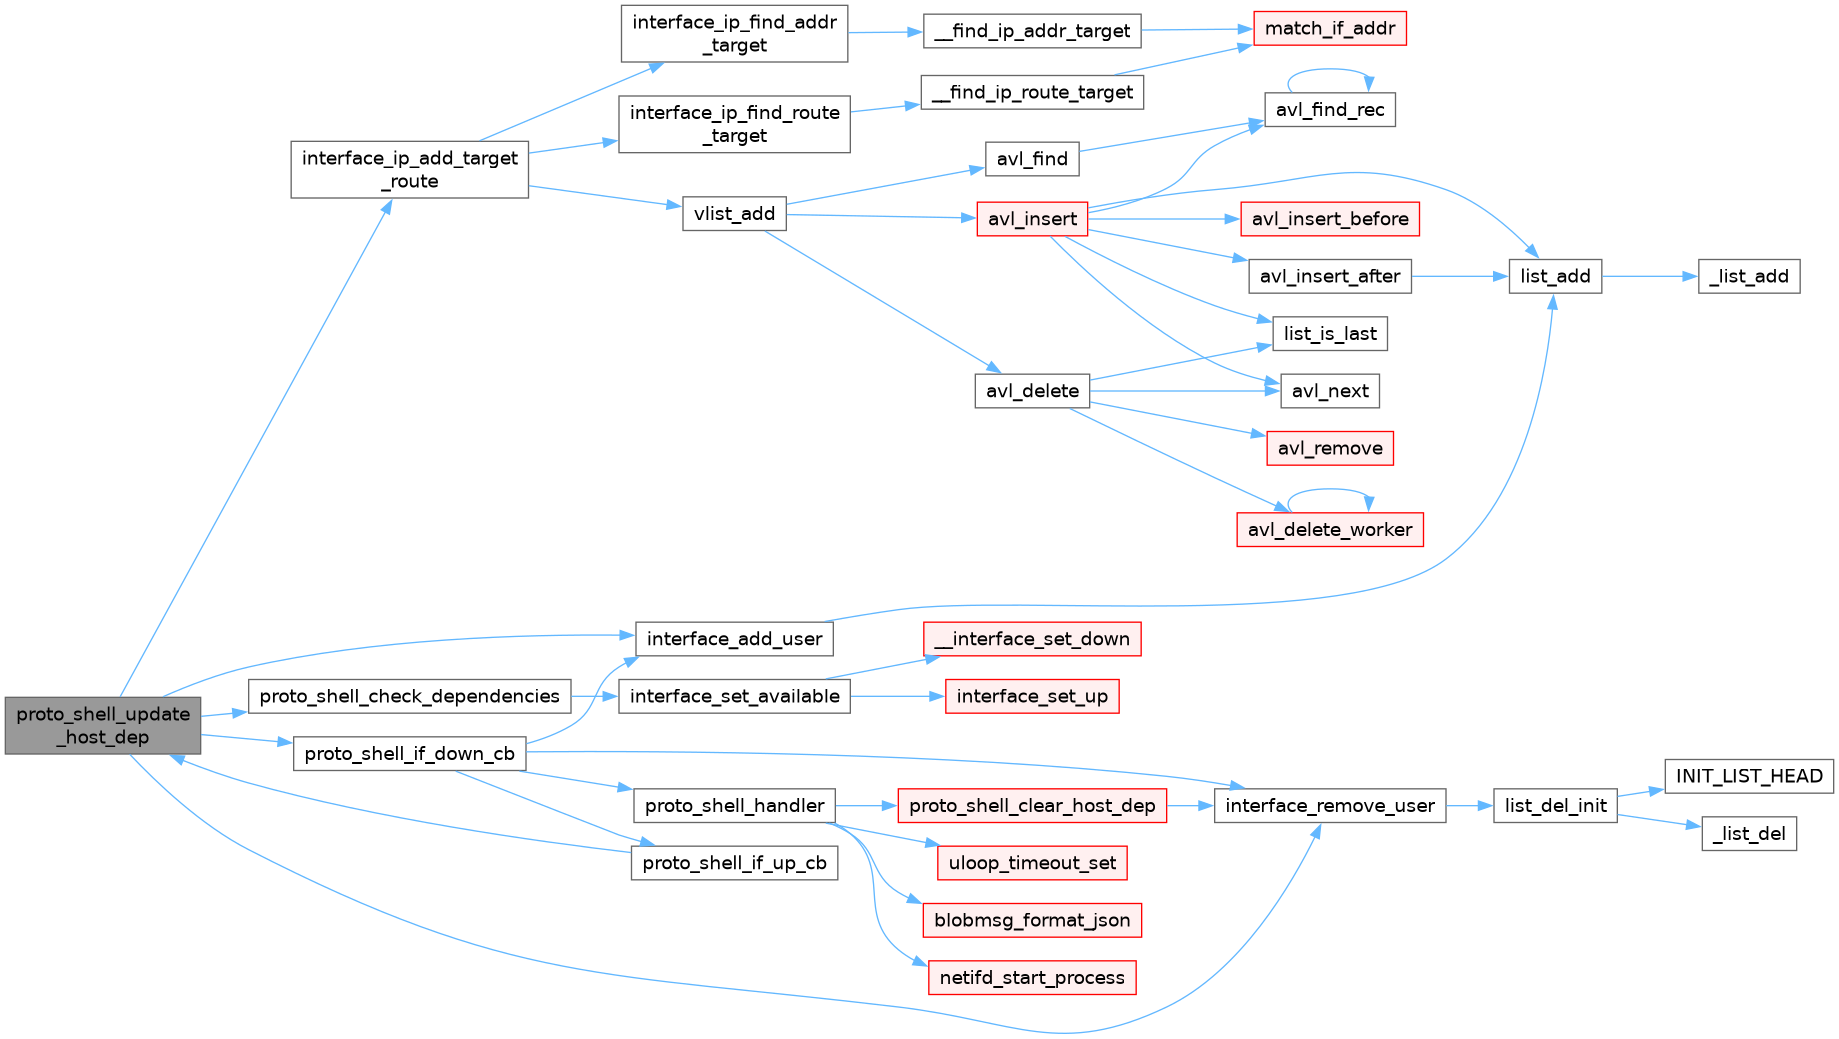 proto_shell_update
_host_dep
interface_ip_add_target
_route
interface_ip_find_addr
_target
__find_ip_addr_target
match_if_addr
interface_ip_find_route
_target
__find_ip_route_target
vlist_add
avl_find
avl_find_rec
avl_insert
avl_insert_before
avl_insert_after
list_add
_list_add
list_is_last
avl_next
avl_delete
avl_remove
avl_delete_worker
interface_add_user
proto_shell_check_dependencies
interface_set_available
__interface_set_down
interface_set_up
proto_shell_if_down_cb
proto_shell_handler
proto_shell_clear_host_dep
interface_remove_user
list_del_init
INIT_LIST_HEAD
_list_del
uloop_timeout_set
proto_shell_if_up_cb
blobmsg_format_json
netifd_start_process